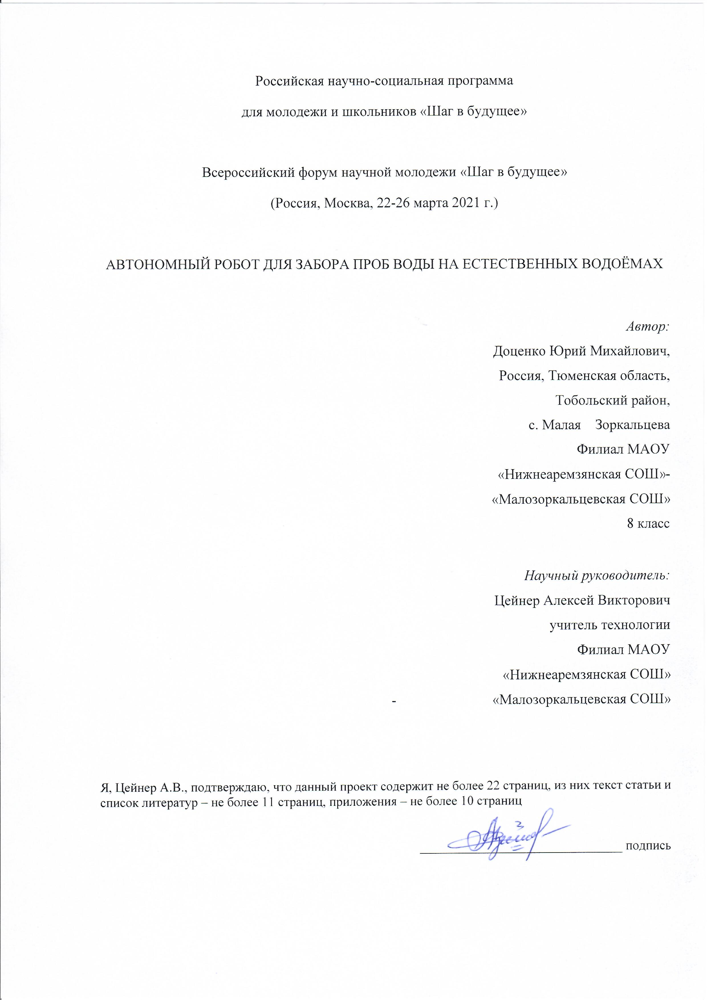 Российская научно-социальная программа
для молодежи и школьников «Шаг в будущее»
Всероссийский форум научной молодежи «Шаг в будущее»
(Россия, Москва, 22-26 марта 2021 г.)
АВТОНОМНЫЙ РОБОТ ДЛЯ ЗАБОРА ПРОБ ВОДЫ НА ЕСТЕСТВЕННЫХ ВОДОЁМАХ
Автор:
Доценко Юрий Михайлович,
Россия, Тюменская область,
Тобольский район,
с. Малая Зоркальцева
Филиал МАОУ
«Нижнеаремзянская СОШ»-
«Малозоркальцевская СОШ»
8 класс
Научный руководитель:
Цейнер Алексей Викторович
учитель технологии
Филиал МАОУ
«Нижнеаремзянская СОШ»
- «Малозоркальцевская СОШ»
Я, Цейнер А.В., подтверждаю, что данный проект содержит не более 22 страниц, из них текст статьи и
список литератур – не более 11 страниц, приложения – не более 10 страниц
подпись